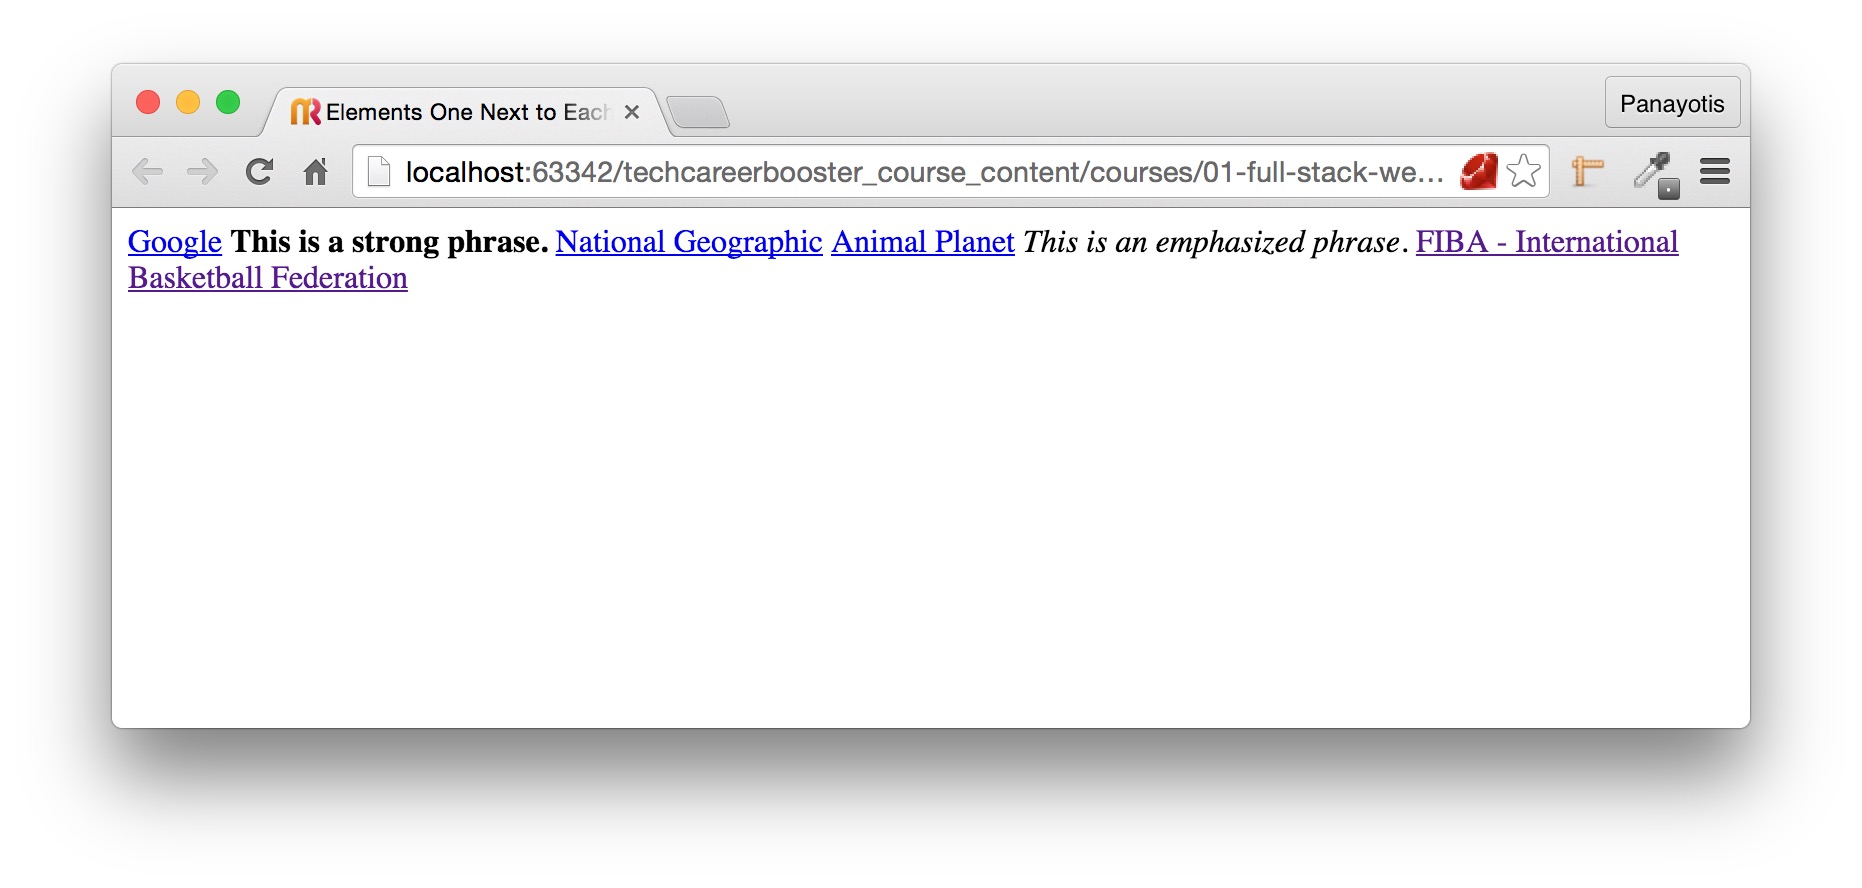 Elements One Next to Each
Panayotis
localhost:63342/techcareerbooster_course_content/courses/01-full-stack-we...
Google This is a strong phrase. National Geographic Animal Planet This is an emphasized phrase. FIBA - International
Basketball Federation